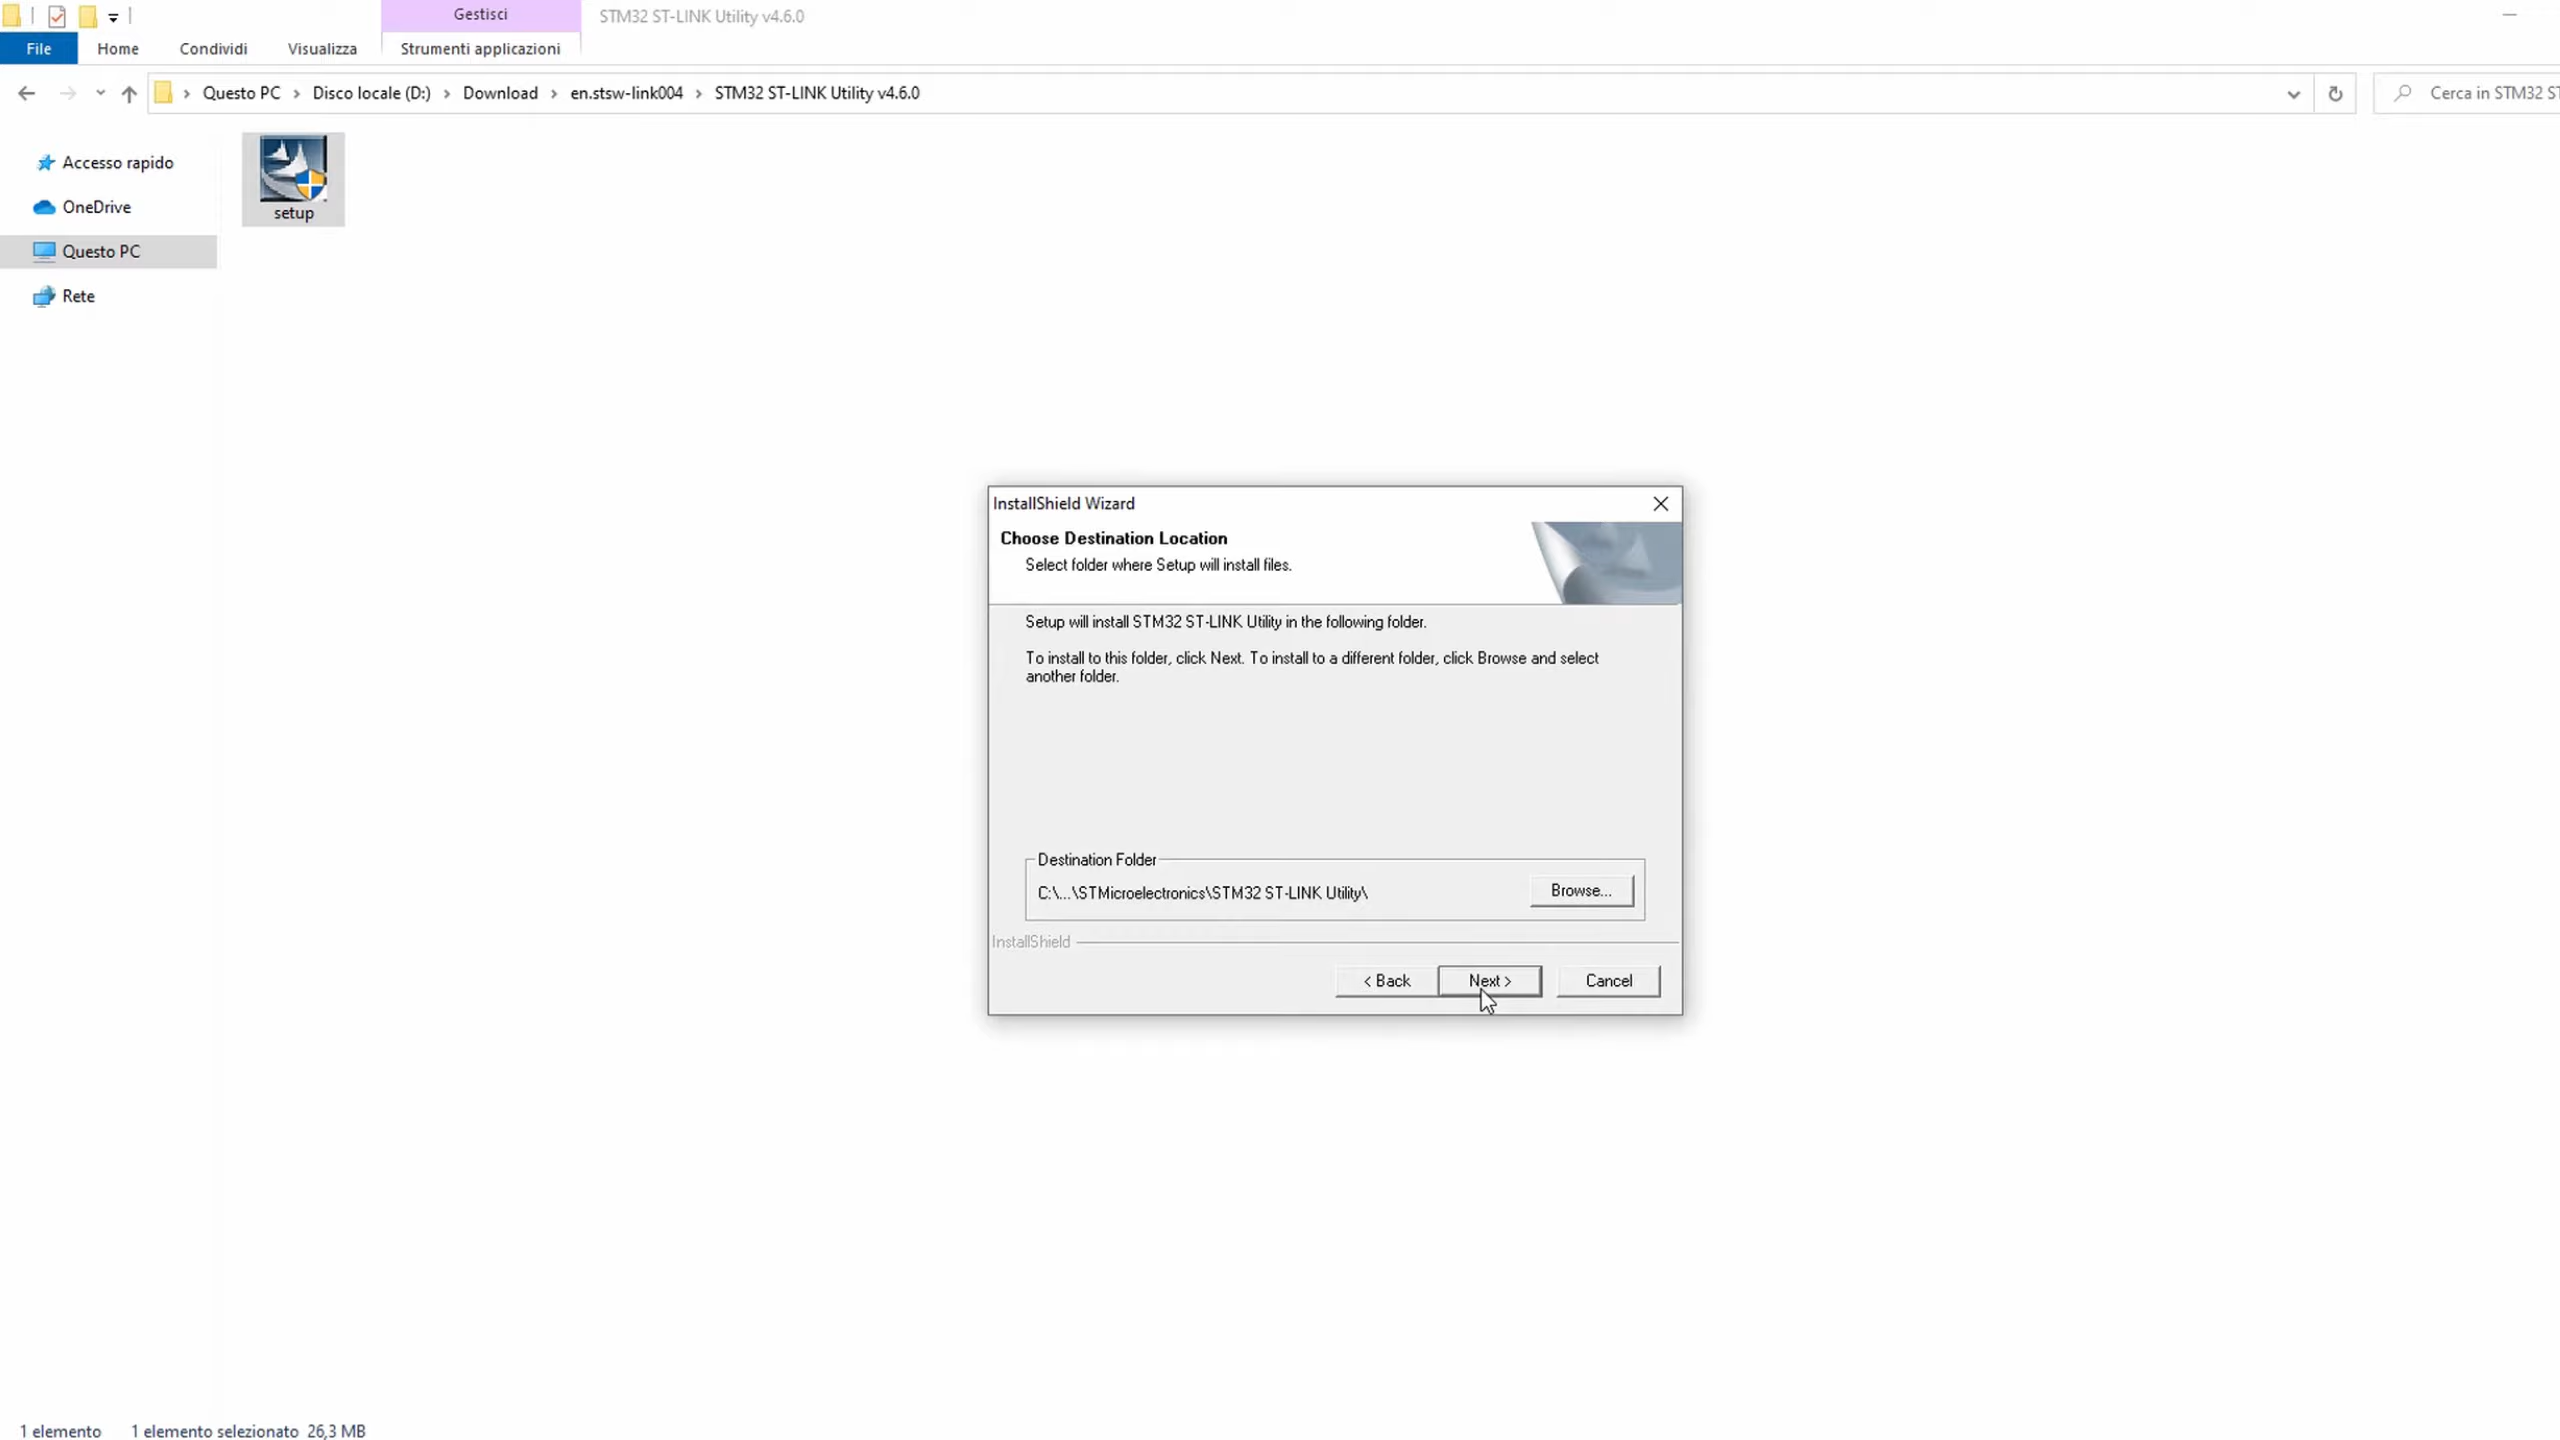 Gestisci
STM32 ST-LINK Utility v4.6.0
File
Home
Condividi
Visualizza
Strumenti applicazioni
Questo PC
Disco locale (D:)
Download
en.stsw-link004
STM32 ST-LINK Utility v4.6.0
Cerca in STM32 ST
Accesso rapido
OneDrive
Questo PC
Rete
setup
InstallShield Wizard
Choose Destination Location
Select folder where Setup will install files.
Setup will install STM32 ST-LINK Utility in the following folder.
To install to this folder, click Next. To install to a different folder, click Browse and select
another folder.
Destination Folder
C:\...\STMicroelectronics\STM32 ST-LINK Utility\
Browse...
InstallShield
< Back
Next >
Cancel
1 elemento
1 elemento selezionato 26,3 MB